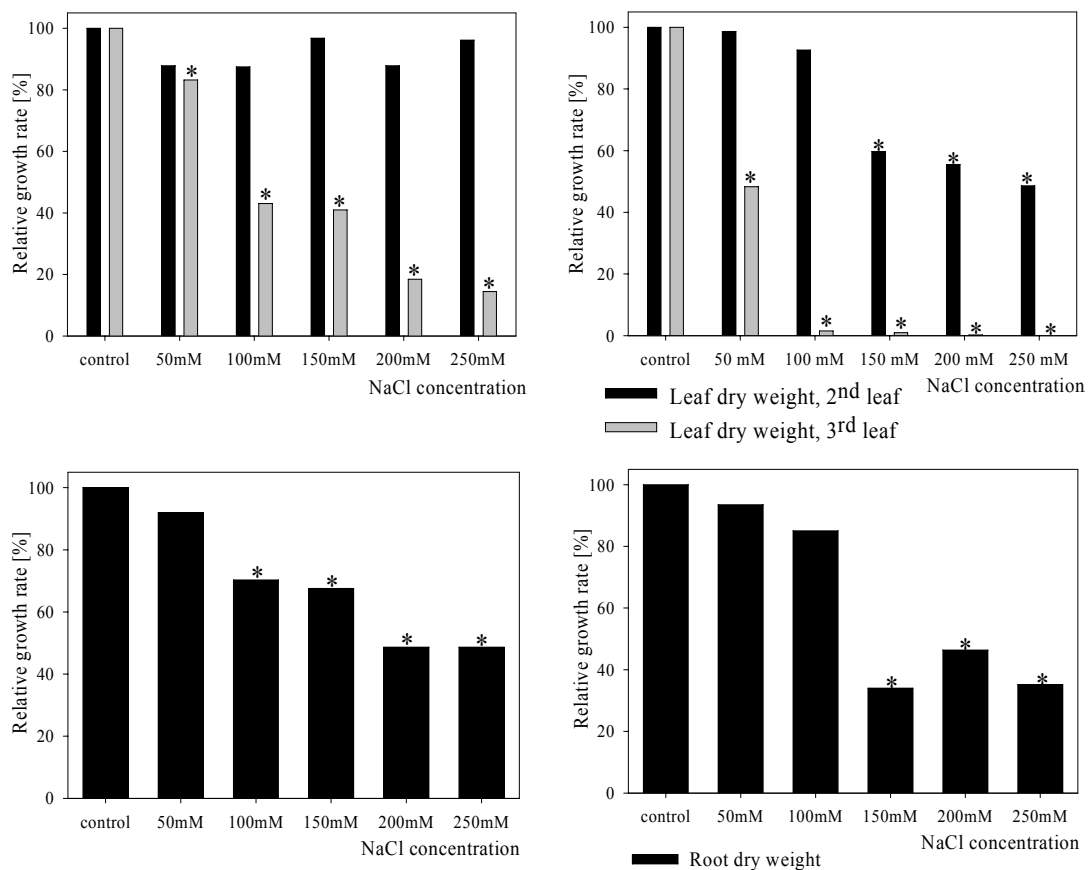 Relative growth rate [%]
100
80
60
40
20
0
*
*
*
*
*
control 50mM 100mM 150mM 200mM 250mM
NaCl concentration
Relative growth rate [%]
100
80
60
40
20
0
*
* * *
* * * *
control 50 mM 100 mM 150 mM 200 mM 250 mM
NaCl concentration
Leaf dry weight, 2nd leaf
Leaf dry weight, 3rd leaf
Relative growth rate [%]
100
80
60
40
20
0
* *
* *
control 50mM 100mM 150mM 200mM 250mM
NaCl concentration
Relative growth rate [%]
100
80
60
40
20
0
* * *
control 50mM 100mM 150mM 200mM 250mM
NaCl concentration
Root dry weight